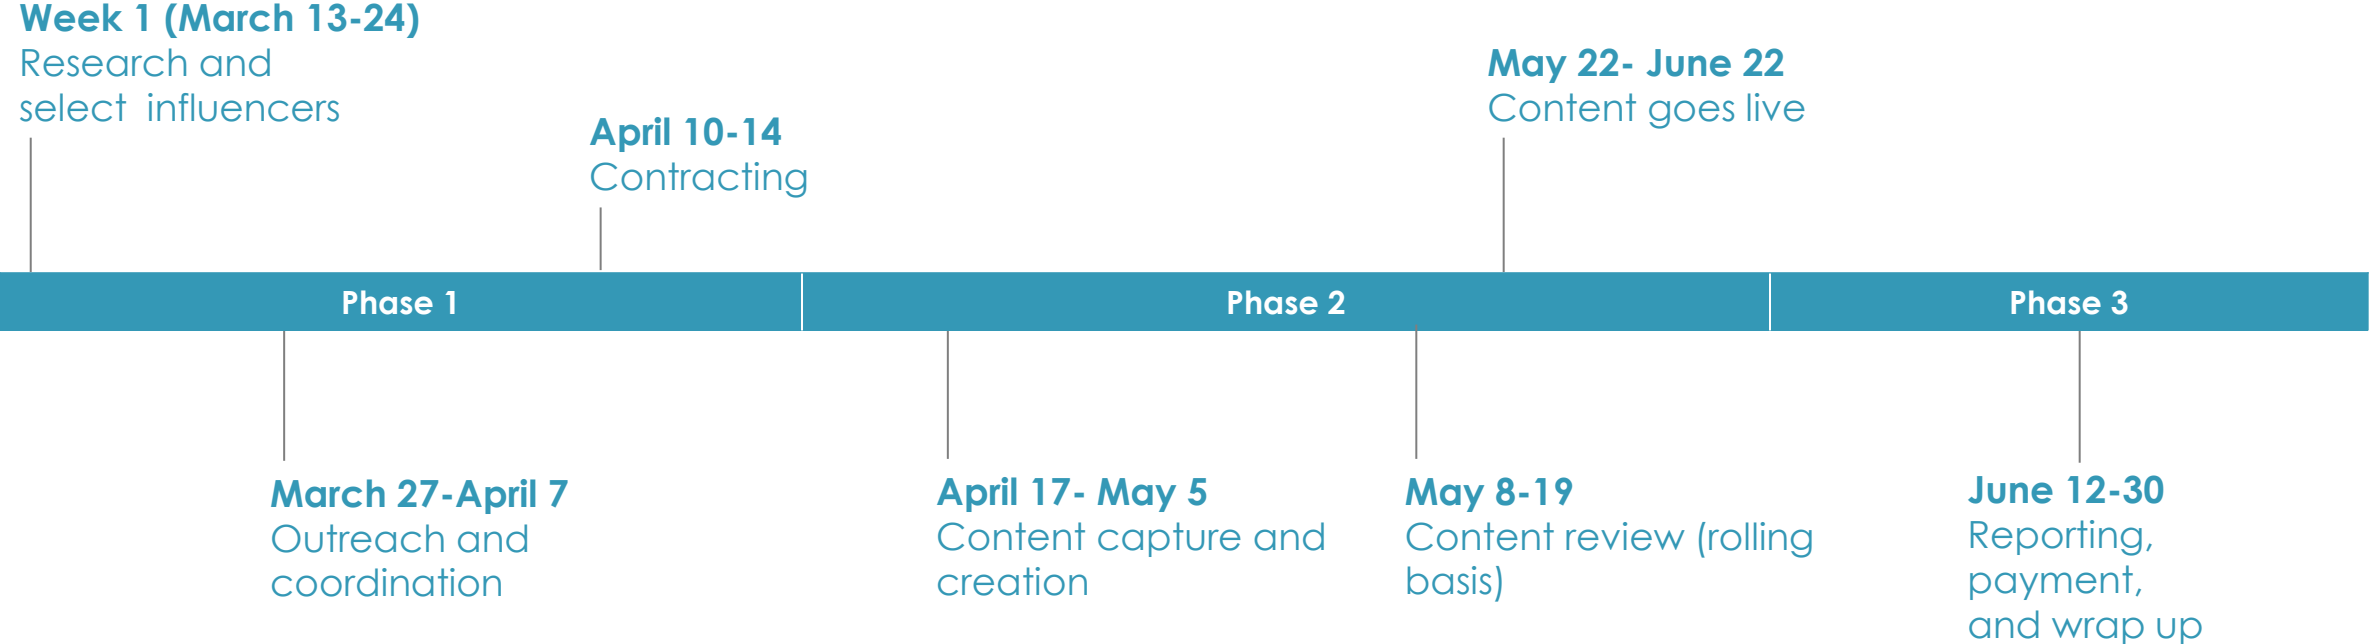 Week 1 (March 13-24)
Research and
select  influencers
April 10-14
Contracting
May 22- June 22
Content goes live
Phase 1
Phase 2
Phase 3
March 27-April 7
Outreach and
coordination
April 17- May 5
Content capture and
creation
May 8-19
Content review (rolling
basis)
June 12-30
Reporting,
payment,
and wrap up